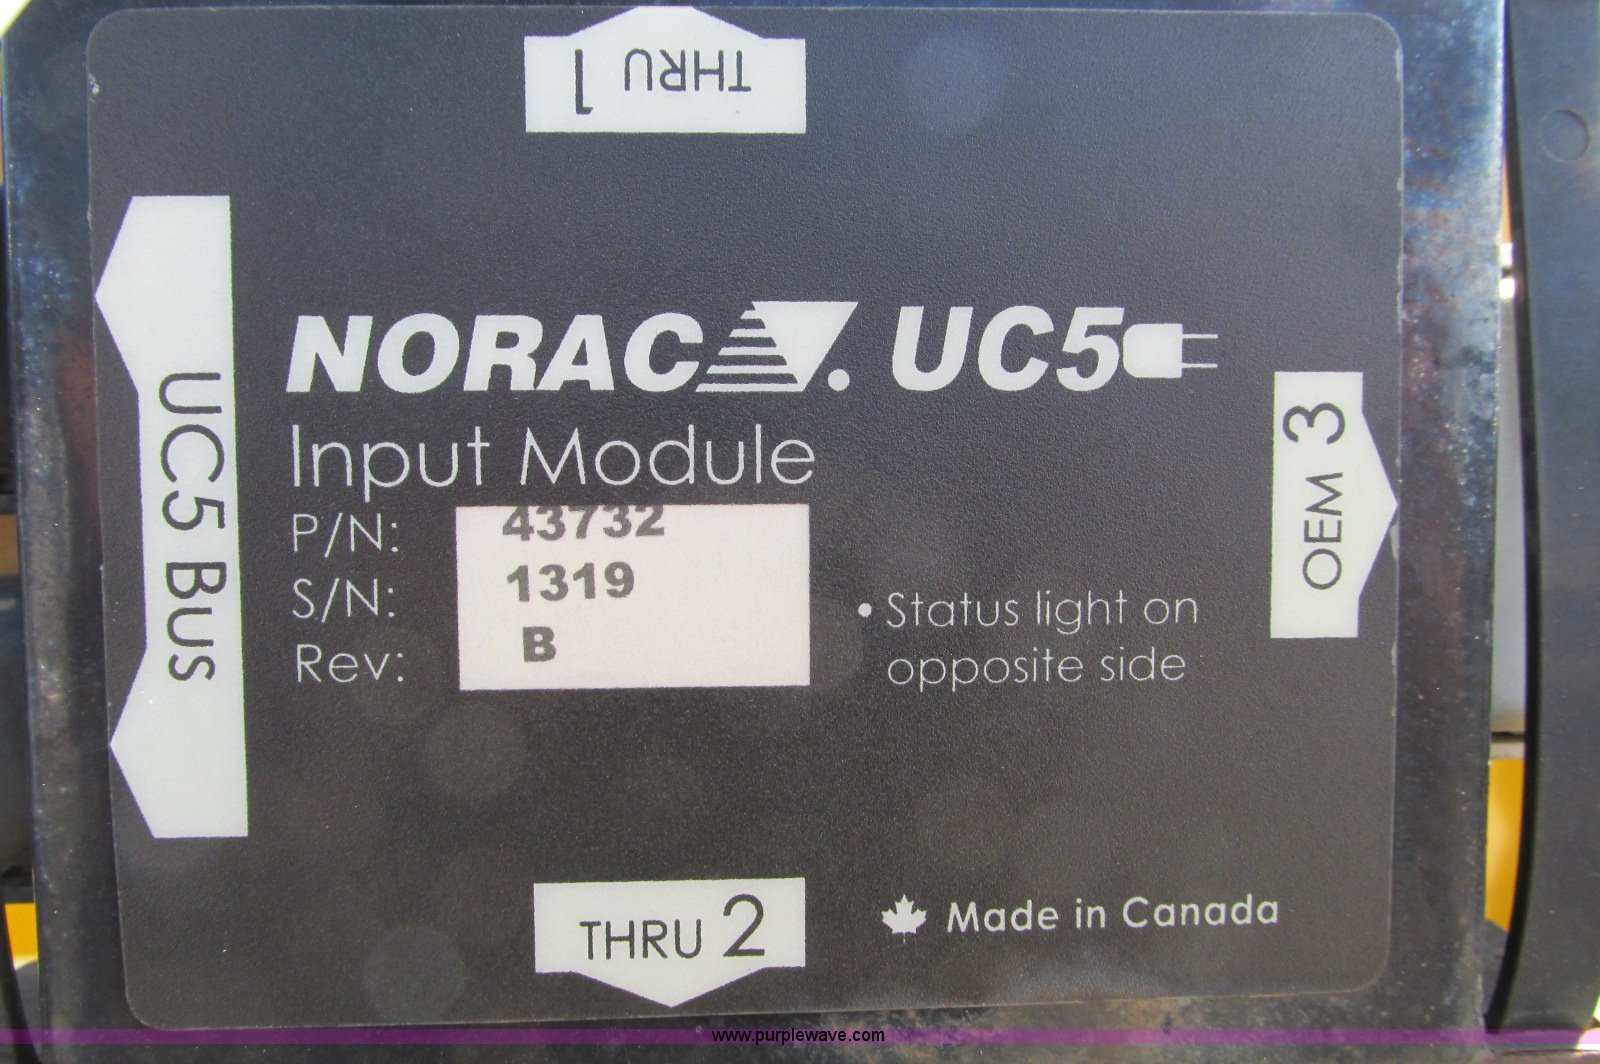 THRU 1
NORAC. UC5
Input Module
P/N: 43732
S/N: 1319
Rev: B
UC5 Bus
OEM 3
• Status light on
opposite side
THRU 2
Made in Canada
www.purplewave.com